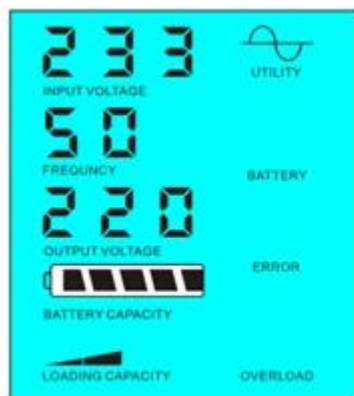 233
INPUT VOLTAGE
UTILITY
50
FREQUNCY
BATTERY
220
OUTPUT VOLTAGE
ERROR
BATTERY CAPACITY
LOADING CAPACITY
OVERLOAD